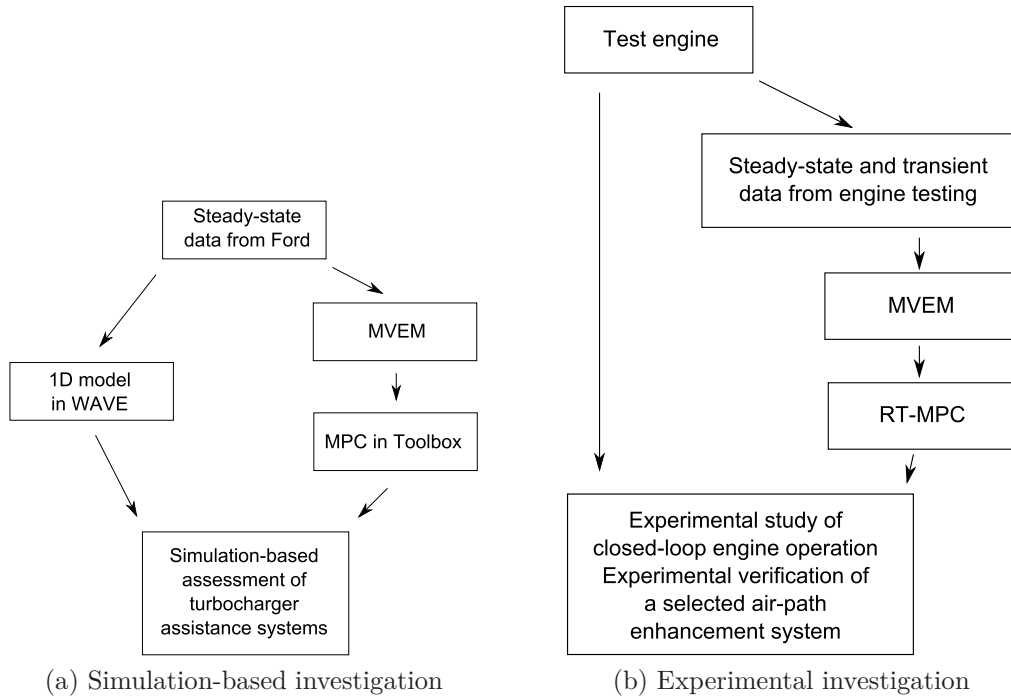 Steady-state
data from Ford
MVEM
1D model
in WAVE
MPC in Toolbox
Simulation-based
assessment of
turbocharger
assistance systems
(a) Simulation-based investigation
Test engine
Steady-state and transient
data from engine testing
MVEM
RT-MPC
Experimental study of
closed-loop engine operation
Experimental verification of
a selected air-path
enhancement system
(b) Experimental investigation